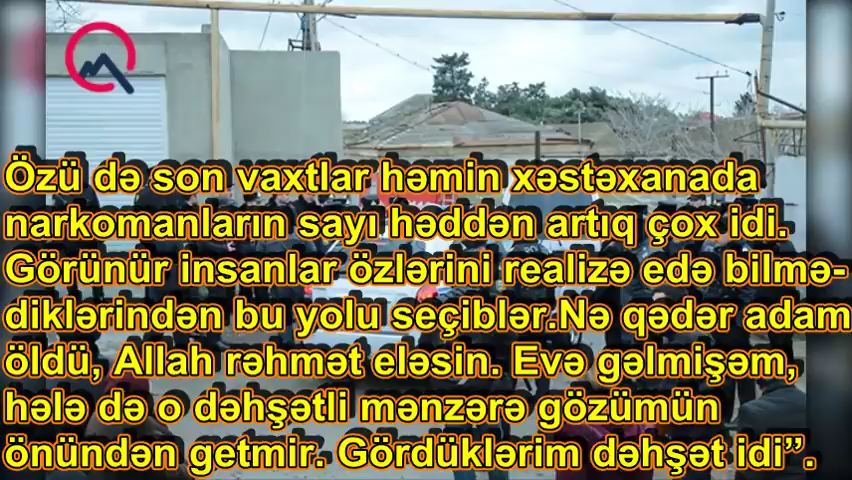 Özü də son vaxtlar həmin xəstəxanada
narkomanların sayı həddən artıq çox idi.
Görünür insanlar özlərini realizə edə bilmə-
diklərindən bu yolu seçiblər.Nə qədər adam
öldü, Allah rəhmət eləsin. Evə gəlmişəm,
hələ də o dəhşətli mənzərə gözümün
önündən getmir. Gördüklərim dəhşət idi”.